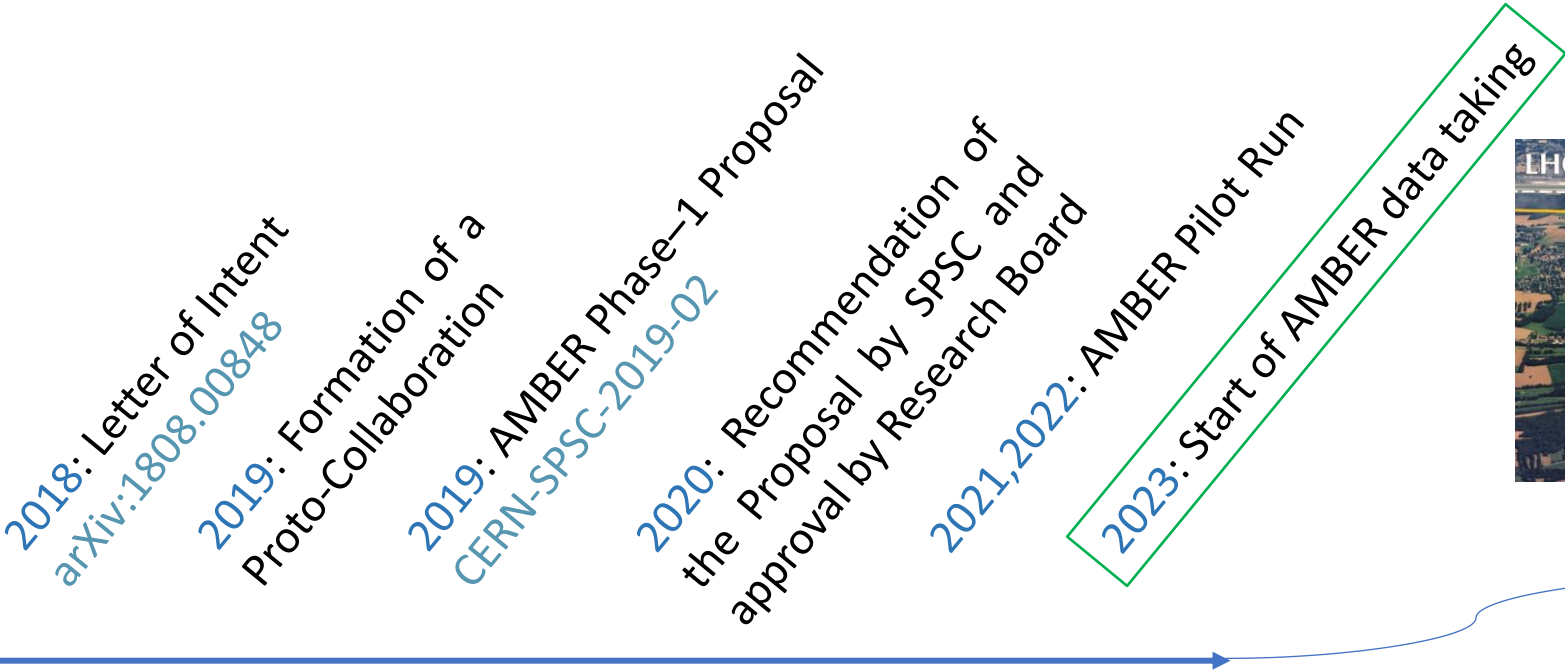 2018: Letter of Intent
arXiv:1808.00848
2019: Formation of a
Proto-Collaboration
2019: AMBER Phase–1 Proposal
CERN-SPSC-2019-02
2020: Recommendation of
the Proposal by SPSC and
approval by Research Board
2021,2022: AMBER Pilot Run
2023: Start of AMBER data taking